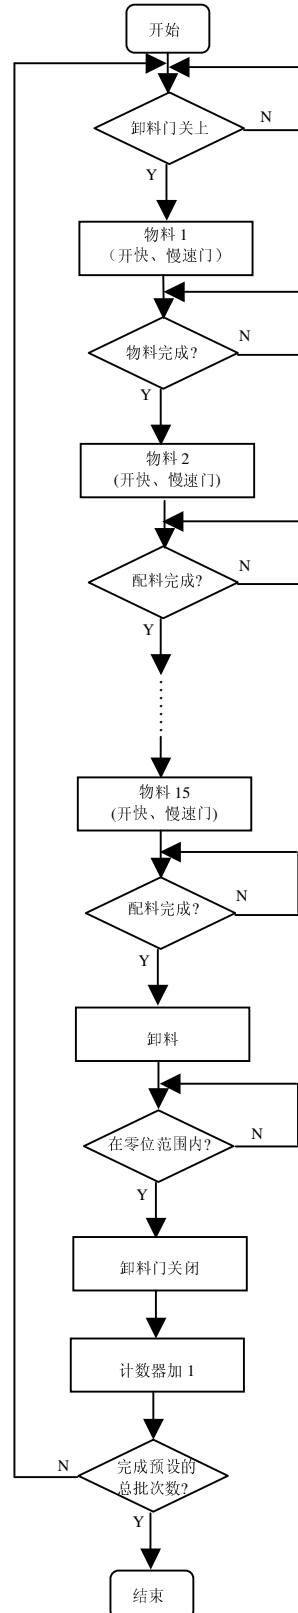 开始
卸料门关上
N
Y
物料 1
（开快、慢速门）
物料完成?
N
Y
物料 2
(开快、慢速门)
配料完成?
N
Y
物料 15
(开快、慢速门)
配料完成?
N
Y
卸料
在零位范围内?
N
Y
卸料门关闭
计数器加 1
N
完成预设的
总批次数?
Y
结束